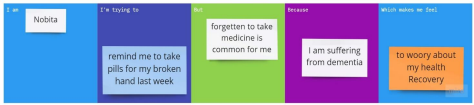 I am
Nobita
I'm trying to
remind me to take
pills for my broken
hand last week
But
forgetten to take
medicine is
common for me
Because
I am suffering
from dementia
Which makes me feel
to woory about
my health
Recovery